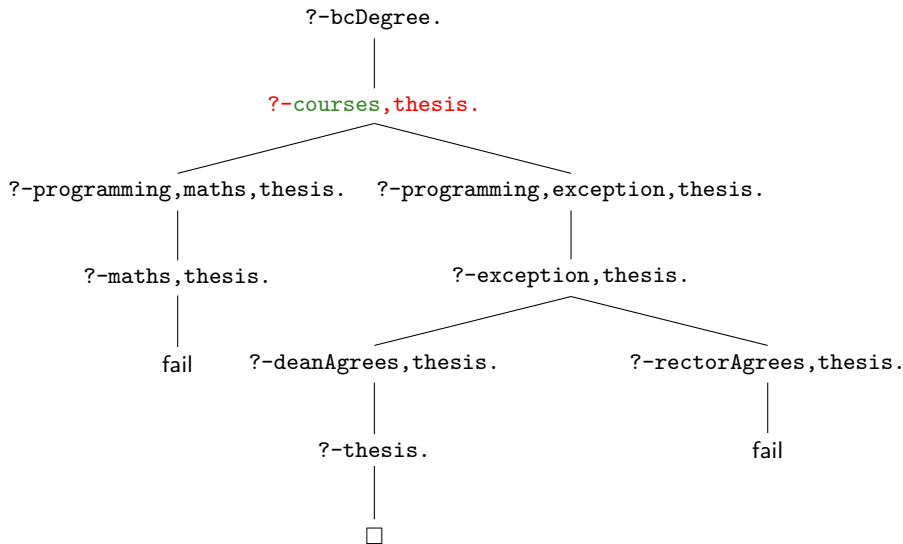 ?-bcDegree.
?-courses,thesis.
?-programming,maths,thesis.
?-programming,exception,thesis.
?-maths,thesis.
?-exception,thesis.
fail
?-deanAgrees,thesis.
?-rectorAgrees,thesis.
?-thesis.
fail
□